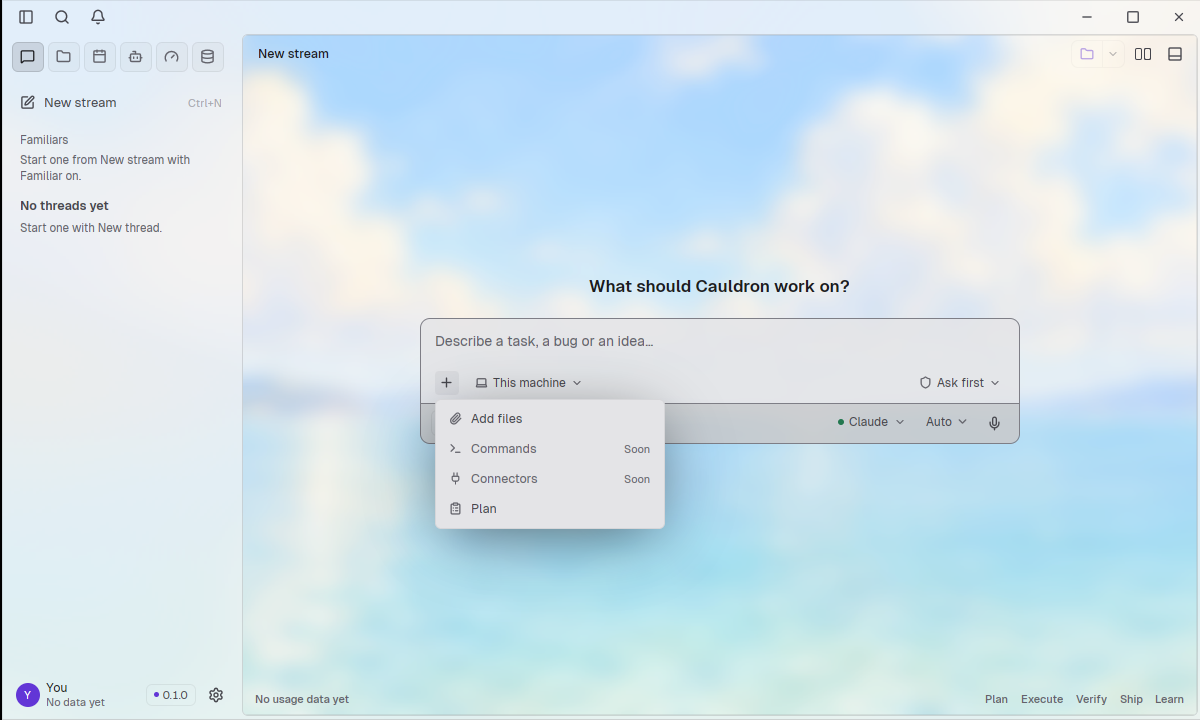 New stream
New stream Ctrl+N
Familiars
Start one from New stream with
Familiar on.
No threads yet
Start one with New thread.
What should Cauldron work on?
Describe a task, a bug or an idea...
This machine
Ask first
Add files
Commands Soon
Connectors Soon
Plan
Claude
Auto
Y
You
No data yet
0.1.0
No usage data yet
Plan Execute Verify Ship Learn